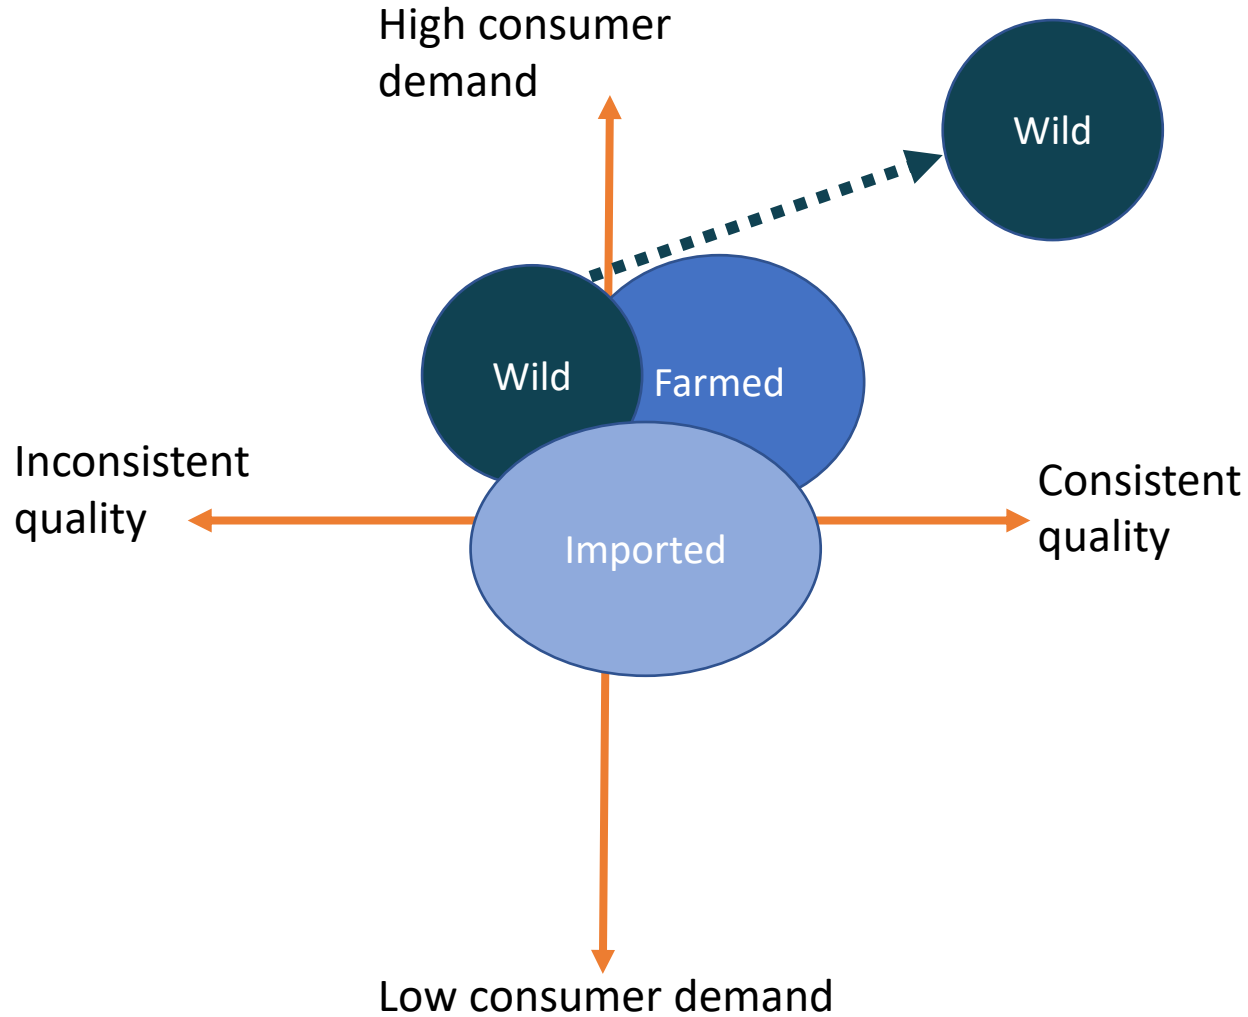 High consumer
demand
Wild
Wild
Farmed
Inconsistent
quality
Consistent
quality
Imported
Low consumer demand